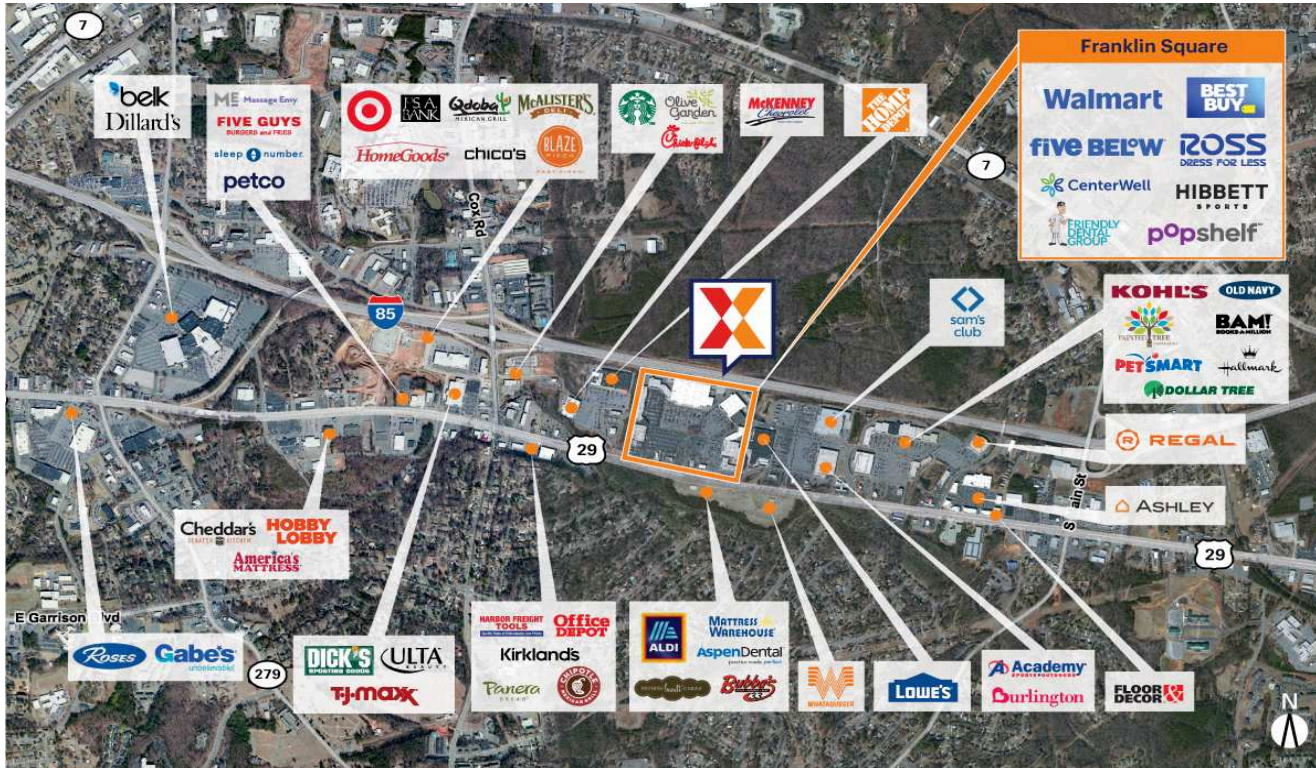 7
belk
Dillard's
ME Massage Envy
FIVE GUYS
BURGERS and FRIES
sleep number
petco
Qdoba
MEXICAN GRILL
McALISTER'S
DELI
HomeGoods
chico's
BLAZE
PIZZA
Olive
Garden
Chick-fil-A
McKENNEY
Chevrolet
THE
HOME
DEPOT
Franklin Square
Walmart
BEST
BUY
five BELOW
ROSS
DRESS FOR LESS
CenterWell
HIBBETT
SPORTS
FRIENDLY
DENTAL
GROUP
popshelf
7
Cox Rd
85
sam's
club
KOHL'S
OLD NAVY
PAINTED TREE
BAM!
BOOKS-A-MILLION
PETSMART
Hallmark
DOLLAR TREE
REGAL
ASHLEY
29
29
Cheddar's
SCRATCH KITCHEN
HOBBY
LOBBY
America's
MATTRESS
E Garrison Blvd
ROSES
Gabe's
279
DICK'S
SPORTING GOODS
ULTA
BEAUTY
T.J.maxx
HARBOR FREIGHT
TOOLS
Office
DEPOT
Kirkland's
Panera
BREAD
CHIPOTLE
MEXICAN GRILL
ALDI
MATTRESS
WAREHOUSE
AspenDental
Bubba's
33
WHATABURGER
LOWE'S
Academy
SPORTS+OUTDOORS
Burlington
FLOOR
& DECOR
N